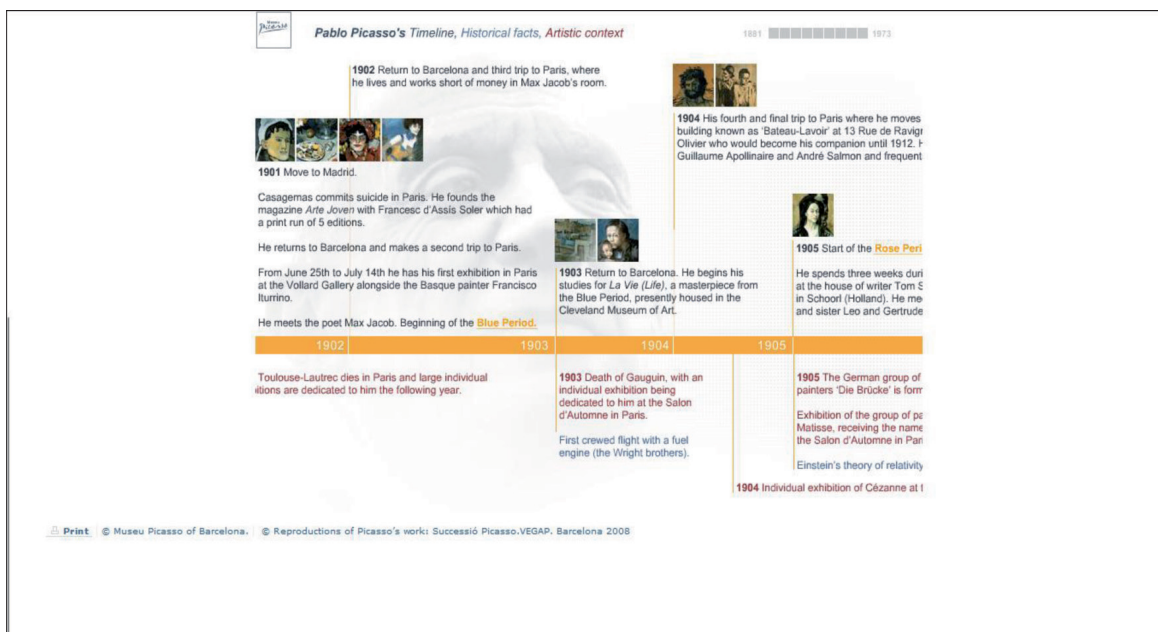 Museu
Picasso
Pablo Picasso's Timeline, Historical facts, Artistic context
1881 1973
1902 Return to Barcelona and third trip to Paris, where
he lives and works short of money in Max Jacob's room.
1904 His fourth and final trip to Paris where he moves
building known as 'Bateau-Lavoir' at 13 Rue de Ravigr
Olivier who would become his companion until 1912. H
Guillaume Apollinaire and André Salmon and frequent
1901 Move to Madrid.
Casagemas commits suicide in Paris. He founds the
magazine Arte Joven with Francesc d'Assís Soler which had
a print run of 5 editions.
He returns to Barcelona and makes a second trip to Paris.
From June 25th to July 14th he has his first exhibition in Paris
at the Vollard Gallery alongside the Basque painter Francisco
Iturrino.
He meets the poet Max Jacob. Beginning of the Blue Period.
1903 Return to Barcelona. He begins his
studies for La Vie (Life), a masterpiece from
the Blue Period, presently housed in the
Cleveland Museum of Art.
1905 Start of the Rose Peri
He spends three weeks duri
at the house of writer Tom S
in Schoorl (Holland). He me
and sister Leo and Gertrude
1902 1903 1904 1905
Toulouse-Lautrec dies in Paris and large individual
itions are dedicated to him the following year.
1903 Death of Gauguin, with an
individual exhibition being
dedicated to him at the Salon
d'Automne in Paris.
First crewed flight with a fuel
engine (the Wright brothers).
1905 The German group of
painters 'Die Brücke' is form
Exhibition of the group of pa
Matisse, receiving the name
the Salon d'Automne in Pari
Einstein's theory of relativity
1904 Individual exhibition of Cézanne at t
Print © Museu Picasso of Barcelona. © Reproductions of Picasso's work: Successió Picasso.VEGAP. Barcelona 2008